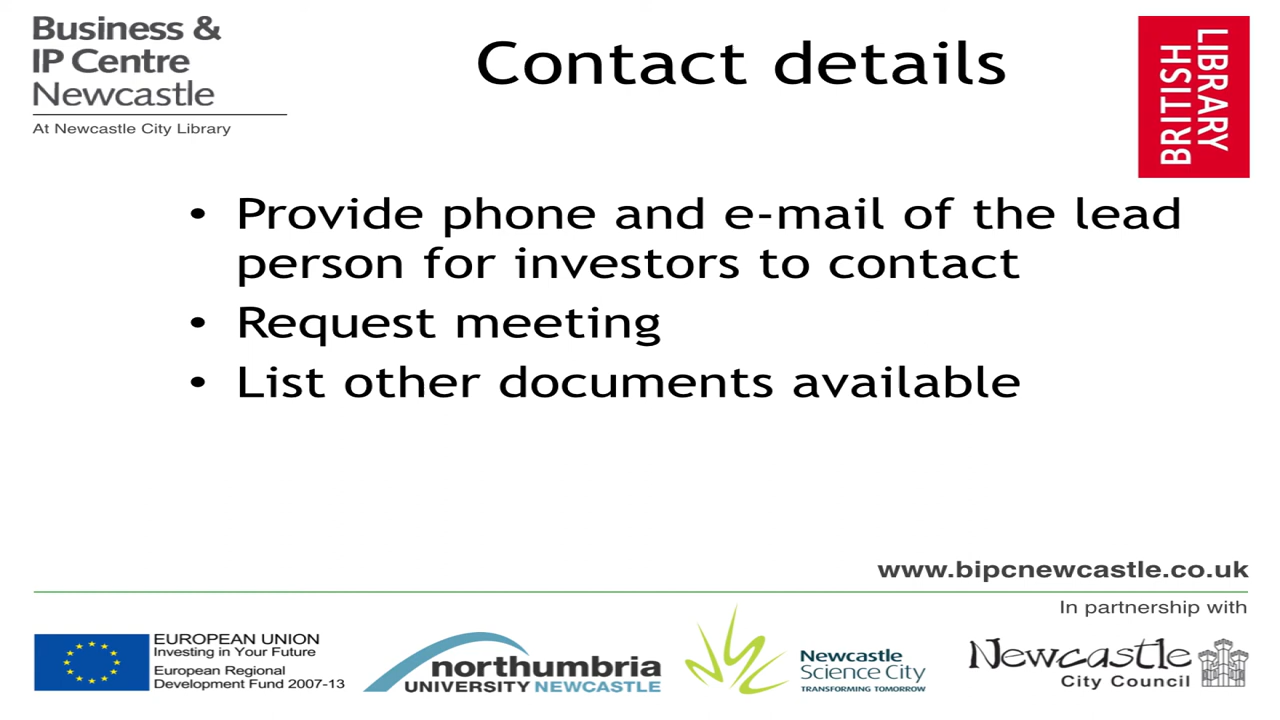 Business &
IP Centre
Newcastle
At Newcastle City Library
Contact details
BRITISH
LIBRARY
• Provide phone and e-mail of the lead
person for investors to contact
• Request meeting
• List other documents available
www.bipcnewcastle.co.uk
In partnership with
EUROPEAN UNION
Investing in Your Future
European Regional
Development Fund 2007-13
northumbria
UNIVERSITY NEWCASTLE
Newcastle
Science City
TRANSFORMING TOMORROW
Newcastle
City Council